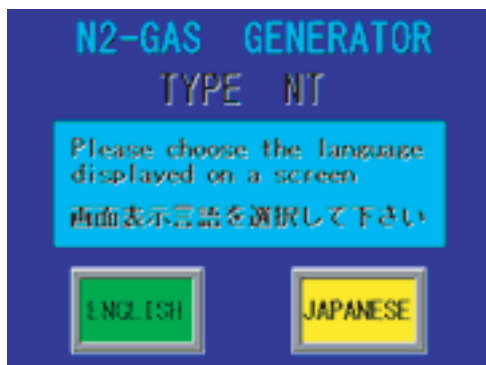 N2-GAS GENERATOR
TYPE NT
Please choose the language
displayed on a screen
画面表示言語を選択して下さい
ENGLISH JAPANESE